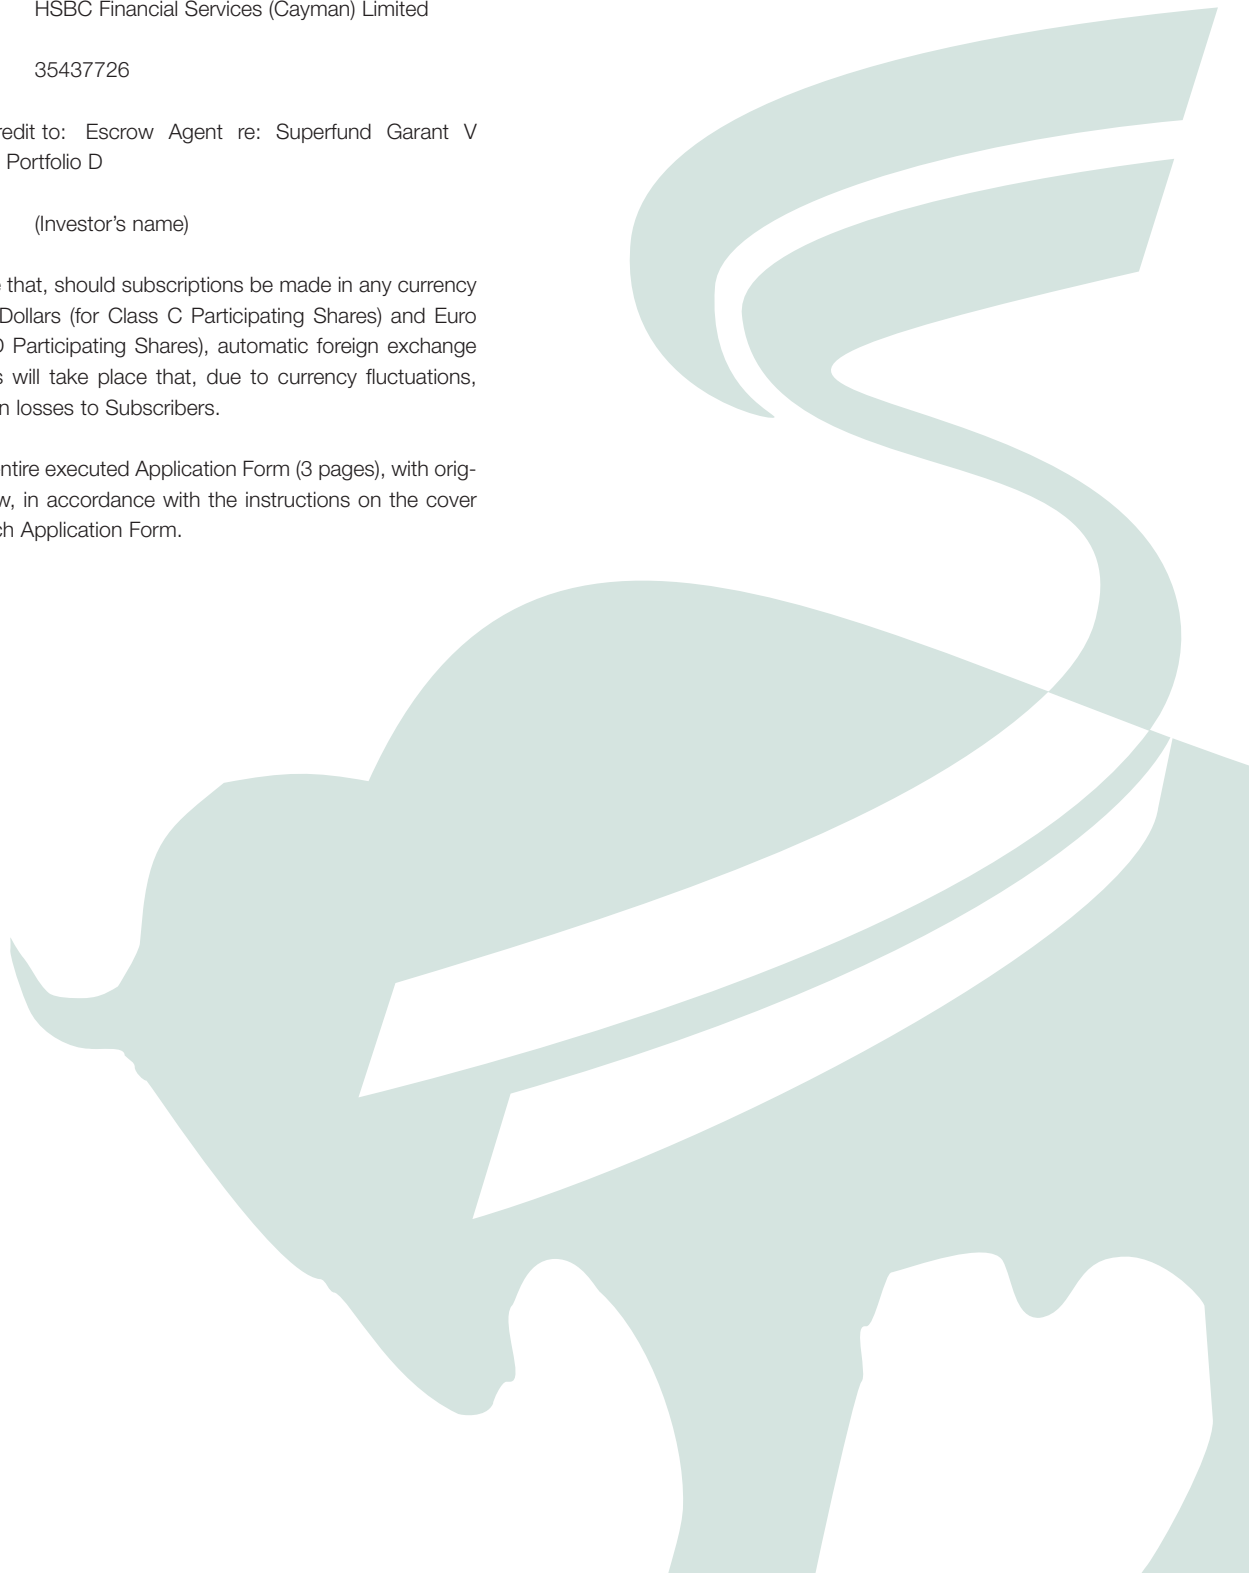 HSBC Financial Services (Cayman) Limited
35437726
redit to: Escrow Agent re: Superfund Garant V
Portfolio D
(Investor's name)
e that, should subscriptions be made in any currency
Dollars (for Class C Participating Shares) and Euro
D Participating Shares), automatic foreign exchange
s will take place that, due to currency fluctuations,
n losses to Subscribers.
ntire executed Application Form (3 pages), with orig-
w, in accordance with the instructions on the cover
ch Application Form.